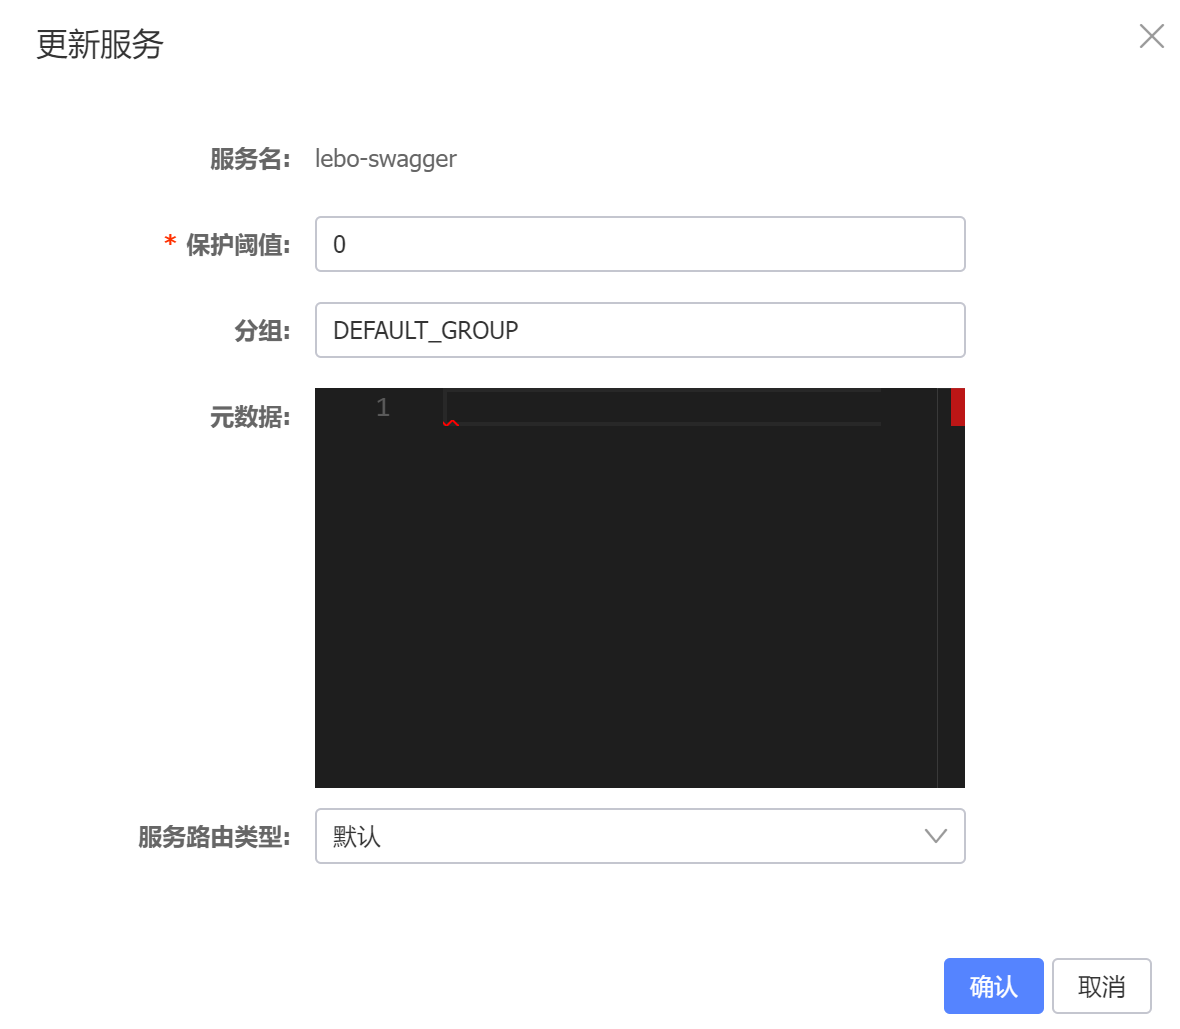 更新服务
服务名: lebo-swagger
* 保护阈值: 0
分组: DEFAULT_GROUP
元数据: 1
服务路由类型: 默认
确认 取消